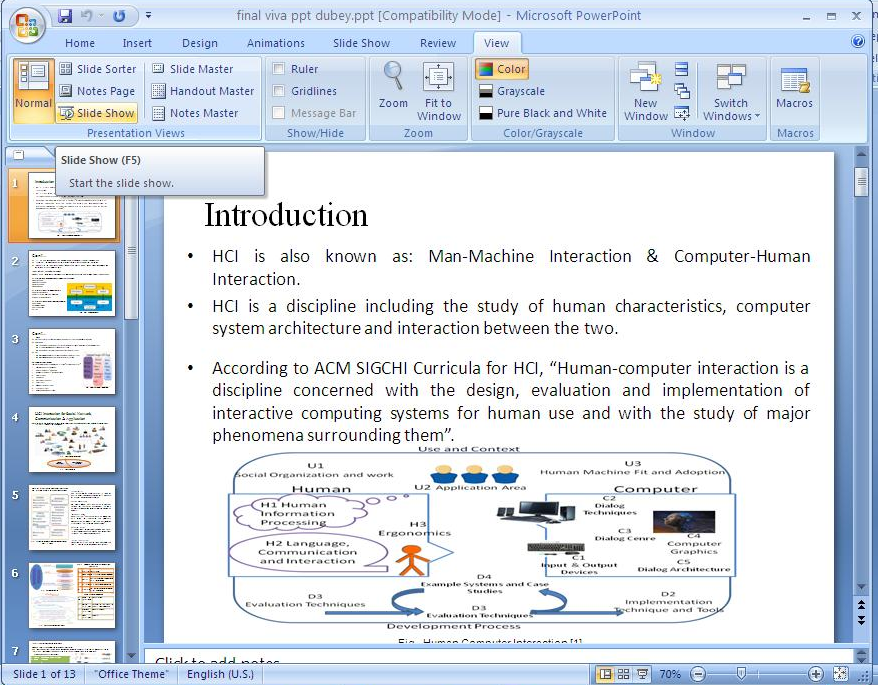 final viva ppt dubey.ppt [Compatibility Mode] - Microsoft PowerPoint
Home Insert Design Animations Slide Show Review View
Normal
Slide Sorter
Notes Page
Slide Show
Slide Master
Handout Master
Notes Master
Presentation Views
Ruler
Gridlines
Message Bar
Show/Hide
Zoom
Fit to
Window
Zoom
Color
Grayscale
Pure Black and White
Color/Grayscale
New
Window
Switch
Windows
Window
Macros
Macros
Slide Show (F5)
Start the slide show.
1
2
3
4
5
6
7
Introduction
• HCI is also known as: Man-Machine Interaction & Computer-Human
Interaction.
• HCI is a discipline including the study of human characteristics, computer
system architecture and interaction between the two.
• According to ACM SIGCHI Curricula for HCI, “Human-computer interaction is a
discipline concerned with the design, evaluation and implementation of
interactive computing systems for human use and with the study of major
phenomena surrounding them”.
Use and Context
U1
Social Organization and work
U2 Application Area
U3
Human Machine Fit and Adoption
Human
Computer
H1 Human
Information
Processing
H2 Language,
Communication
and Interaction
H3
Ergonomics
C2
Dialog
Techniques
C3
Dialog Genre
C4
Computer
Graphics
C1
Input & Output
Devices
C5
Dialog Architecture
D4
Example Systems and Case
Studies
D3
Evaluation Techniques
D3
Evaluation Techniques
D2
Implementation
Technique and Tools
Development Process
Fig. Human Computer Interaction [1]
Click to add notes
Slide 1 of 13 "Office Theme" English (U.S.) 70%